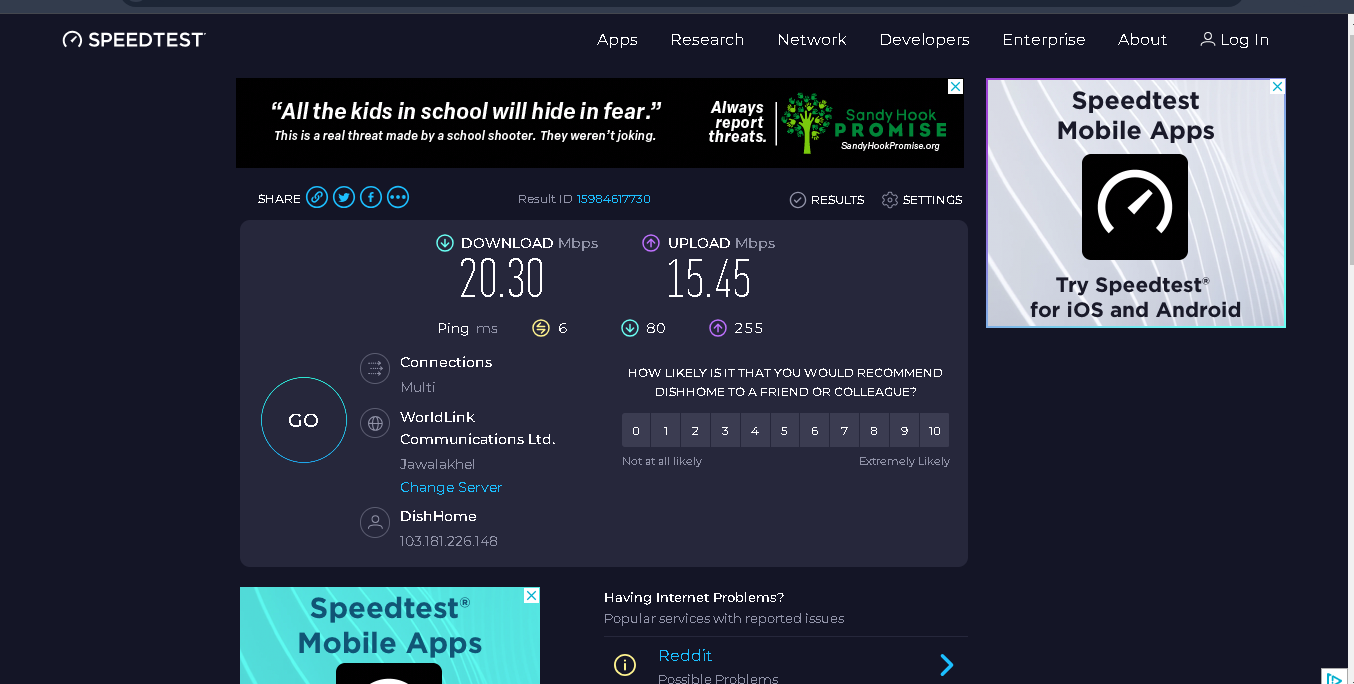 SPEEDTEST
Apps Research Network Developers Enterprise About Log In
“All the kids in school will hide in fear.”
This is a real threat made by a school shooter. They weren't joking.
Always
report
threats.
Sandy Hook
PROMISE
SandyHookPromise.org
Speedtest
Mobile Apps
Try Speedtest®
for iOS and Android
SHARE
Result ID 15984617730
RESULTS SETTINGS
DOWNLOAD Mbps
20.30
UPLOAD Mbps
15.45
Ping ms 6 80 255
GO
Connections
Multi
WorldLink
Communications Ltd.
Jawalakhel
Change Server
DishHome
103.181.226.148
HOW LIKELY IS IT THAT YOU WOULD RECOMMEND
DISHHOME TO A FRIEND OR COLLEAGUE?
0 1 2 3 4 5 6 7 8 9 10
Not at all likely Extremely Likely
Speedtest®
Mobile Apps
Having Internet Problems?
Popular services with reported issues
Reddit
Possible Problems